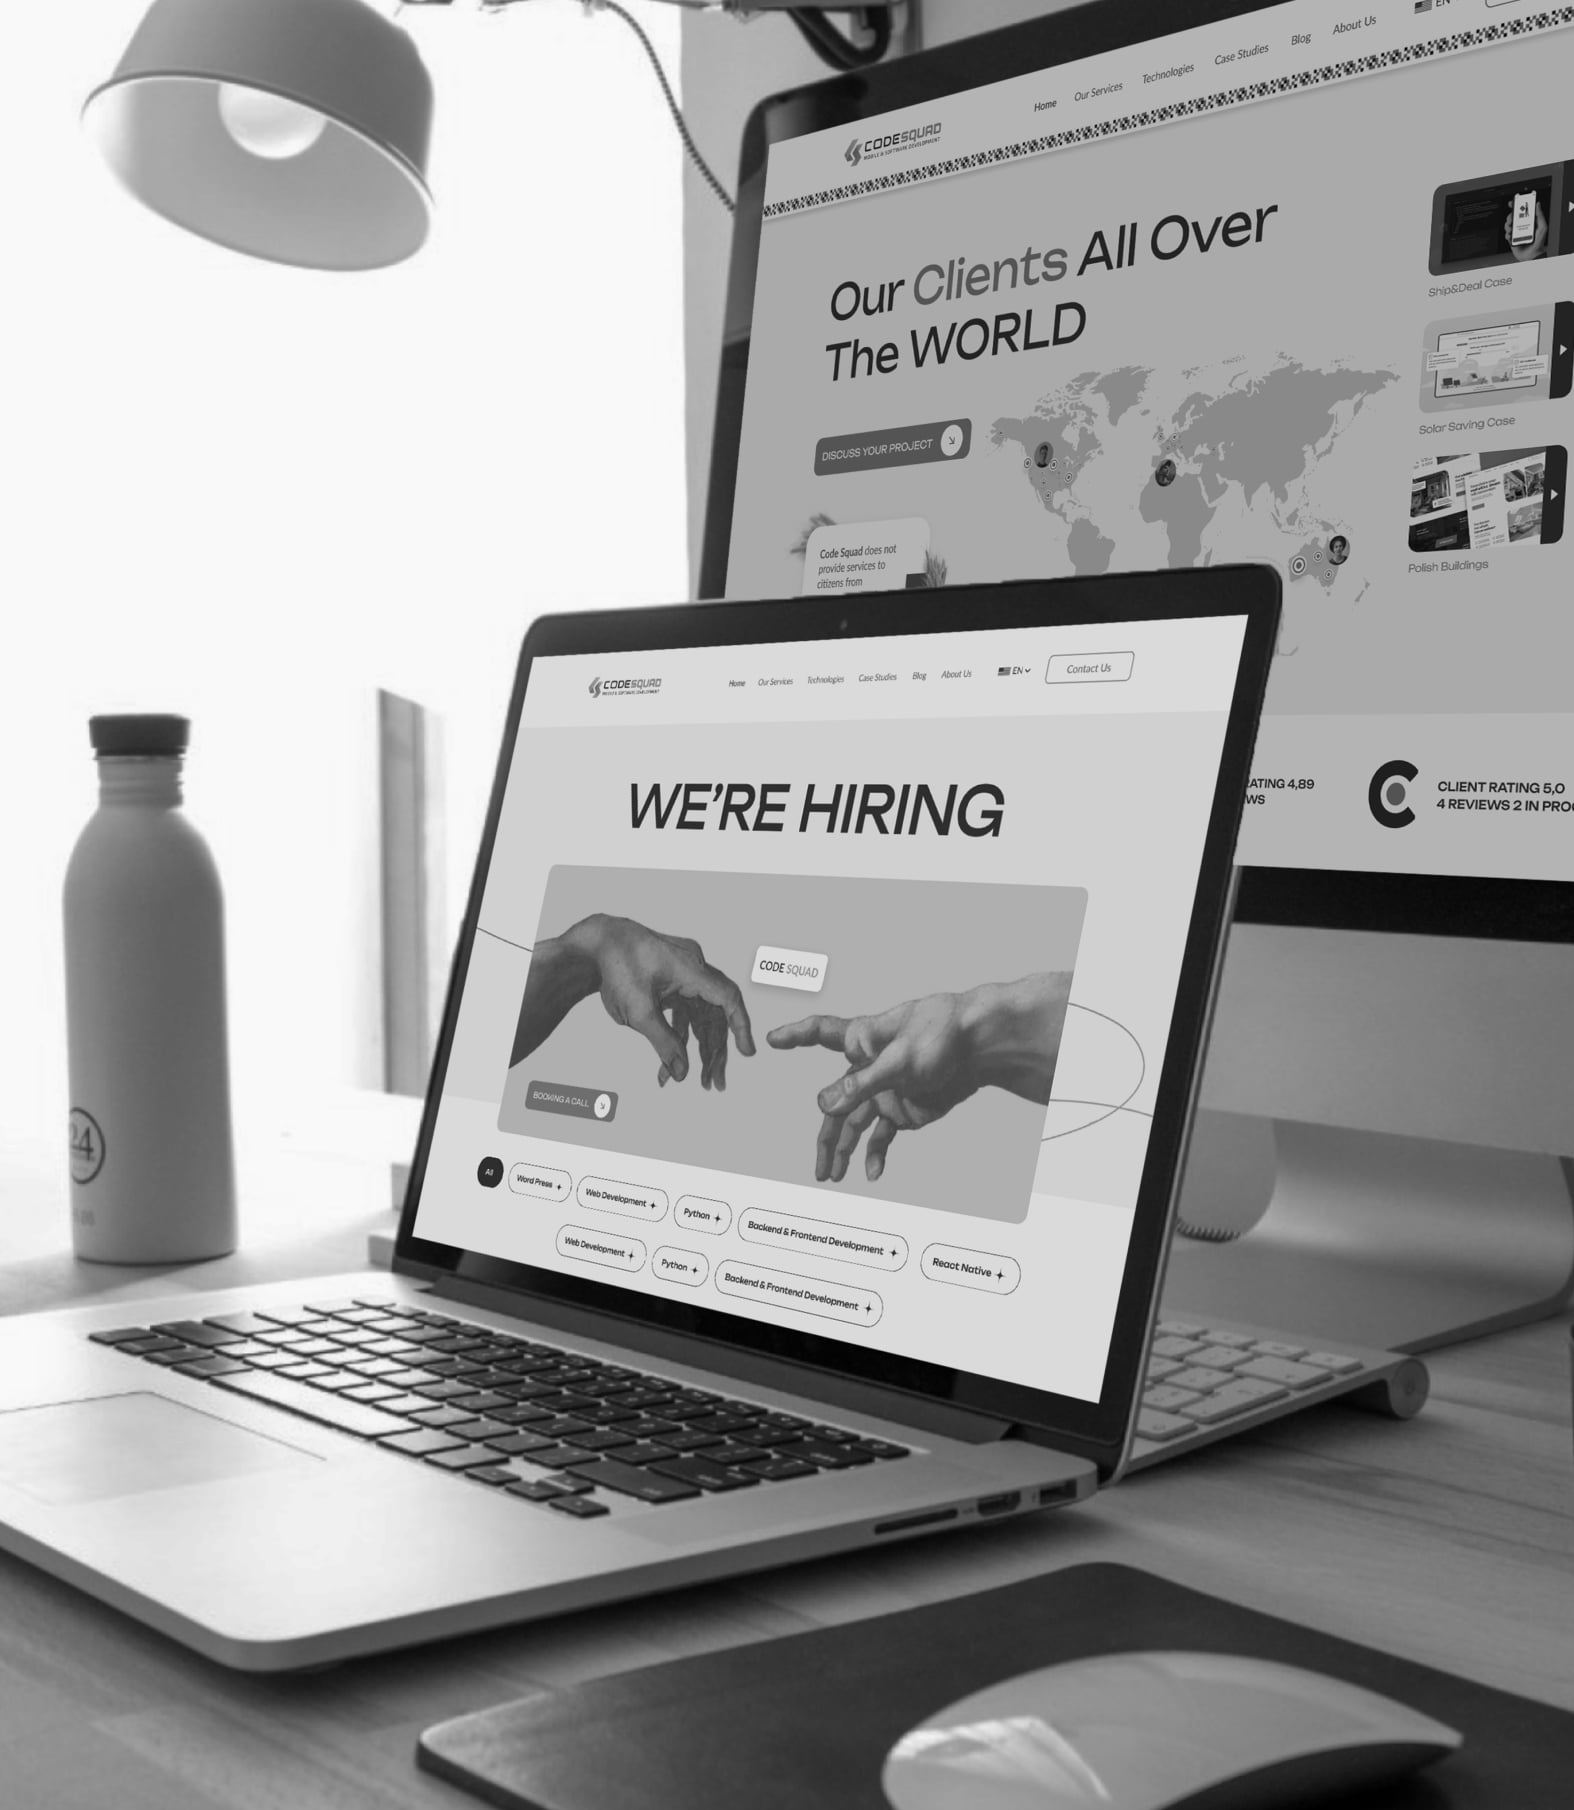 Home
Our Services
Technologies
Case Studies
Blog
About Us
EN
CODESQUAD
MOBILE & SOFTWARE DEVELOPMENT
Our Clients All Over
The WORLD
DISCUSS YOUR PROJECT
Code Squad does not
provide services to
citizens from
Ship&Deal Case
Solar Saving Case
Polish Buildings
ATING 4,89
WS
CLIENT RATING 5,0
4 REVIEWS 2 IN PRO
CODESQUAD
MOBILE & SOFTWARE DEVELOPMENT
Home
Our Services
Technologies
Case Studies
Blog
About Us
EN
Contact Us
WE'RE HIRING
CODE SQUAD
BOOKING A CALL
All
Word Press
Web Development
Python
Backend & Frontend Development
React Native
Web Development
Python
Backend & Frontend Development
24